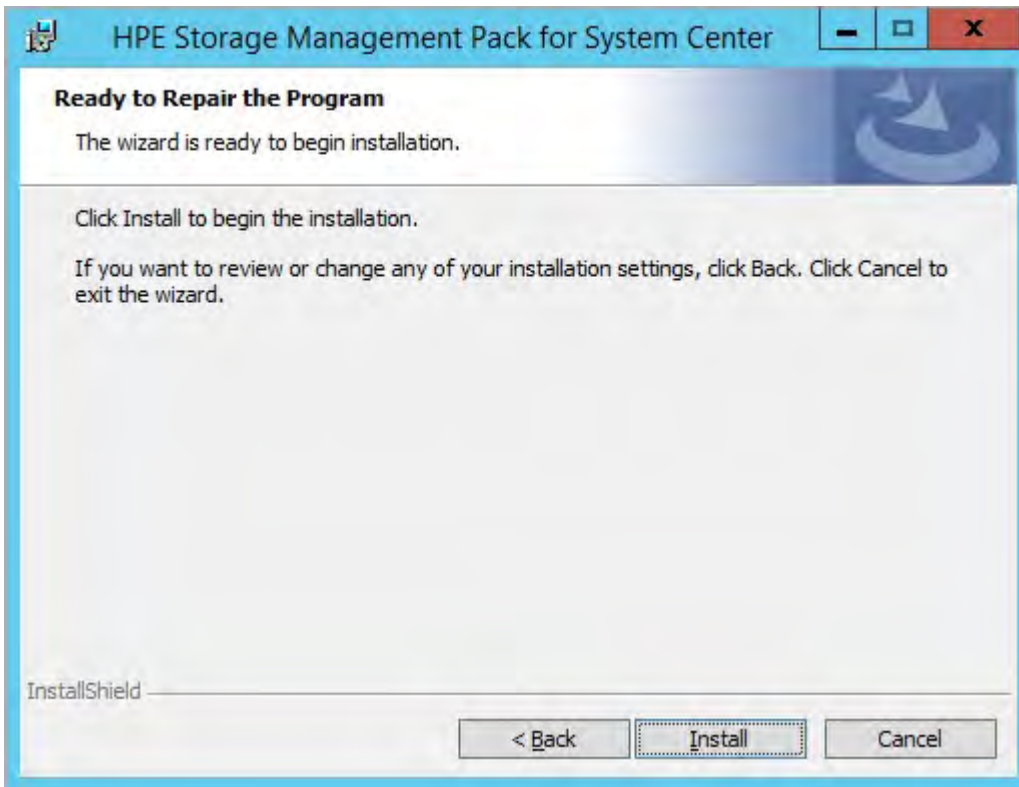 HPE Storage Management Pack for System Center
Ready to Repair the Program
The wizard is ready to begin installation.
Click Install to begin the installation.
If you want to review or change any of your installation settings, click Back. Click Cancel to
exit the wizard.
InstallShield
< Back
Install
Cancel